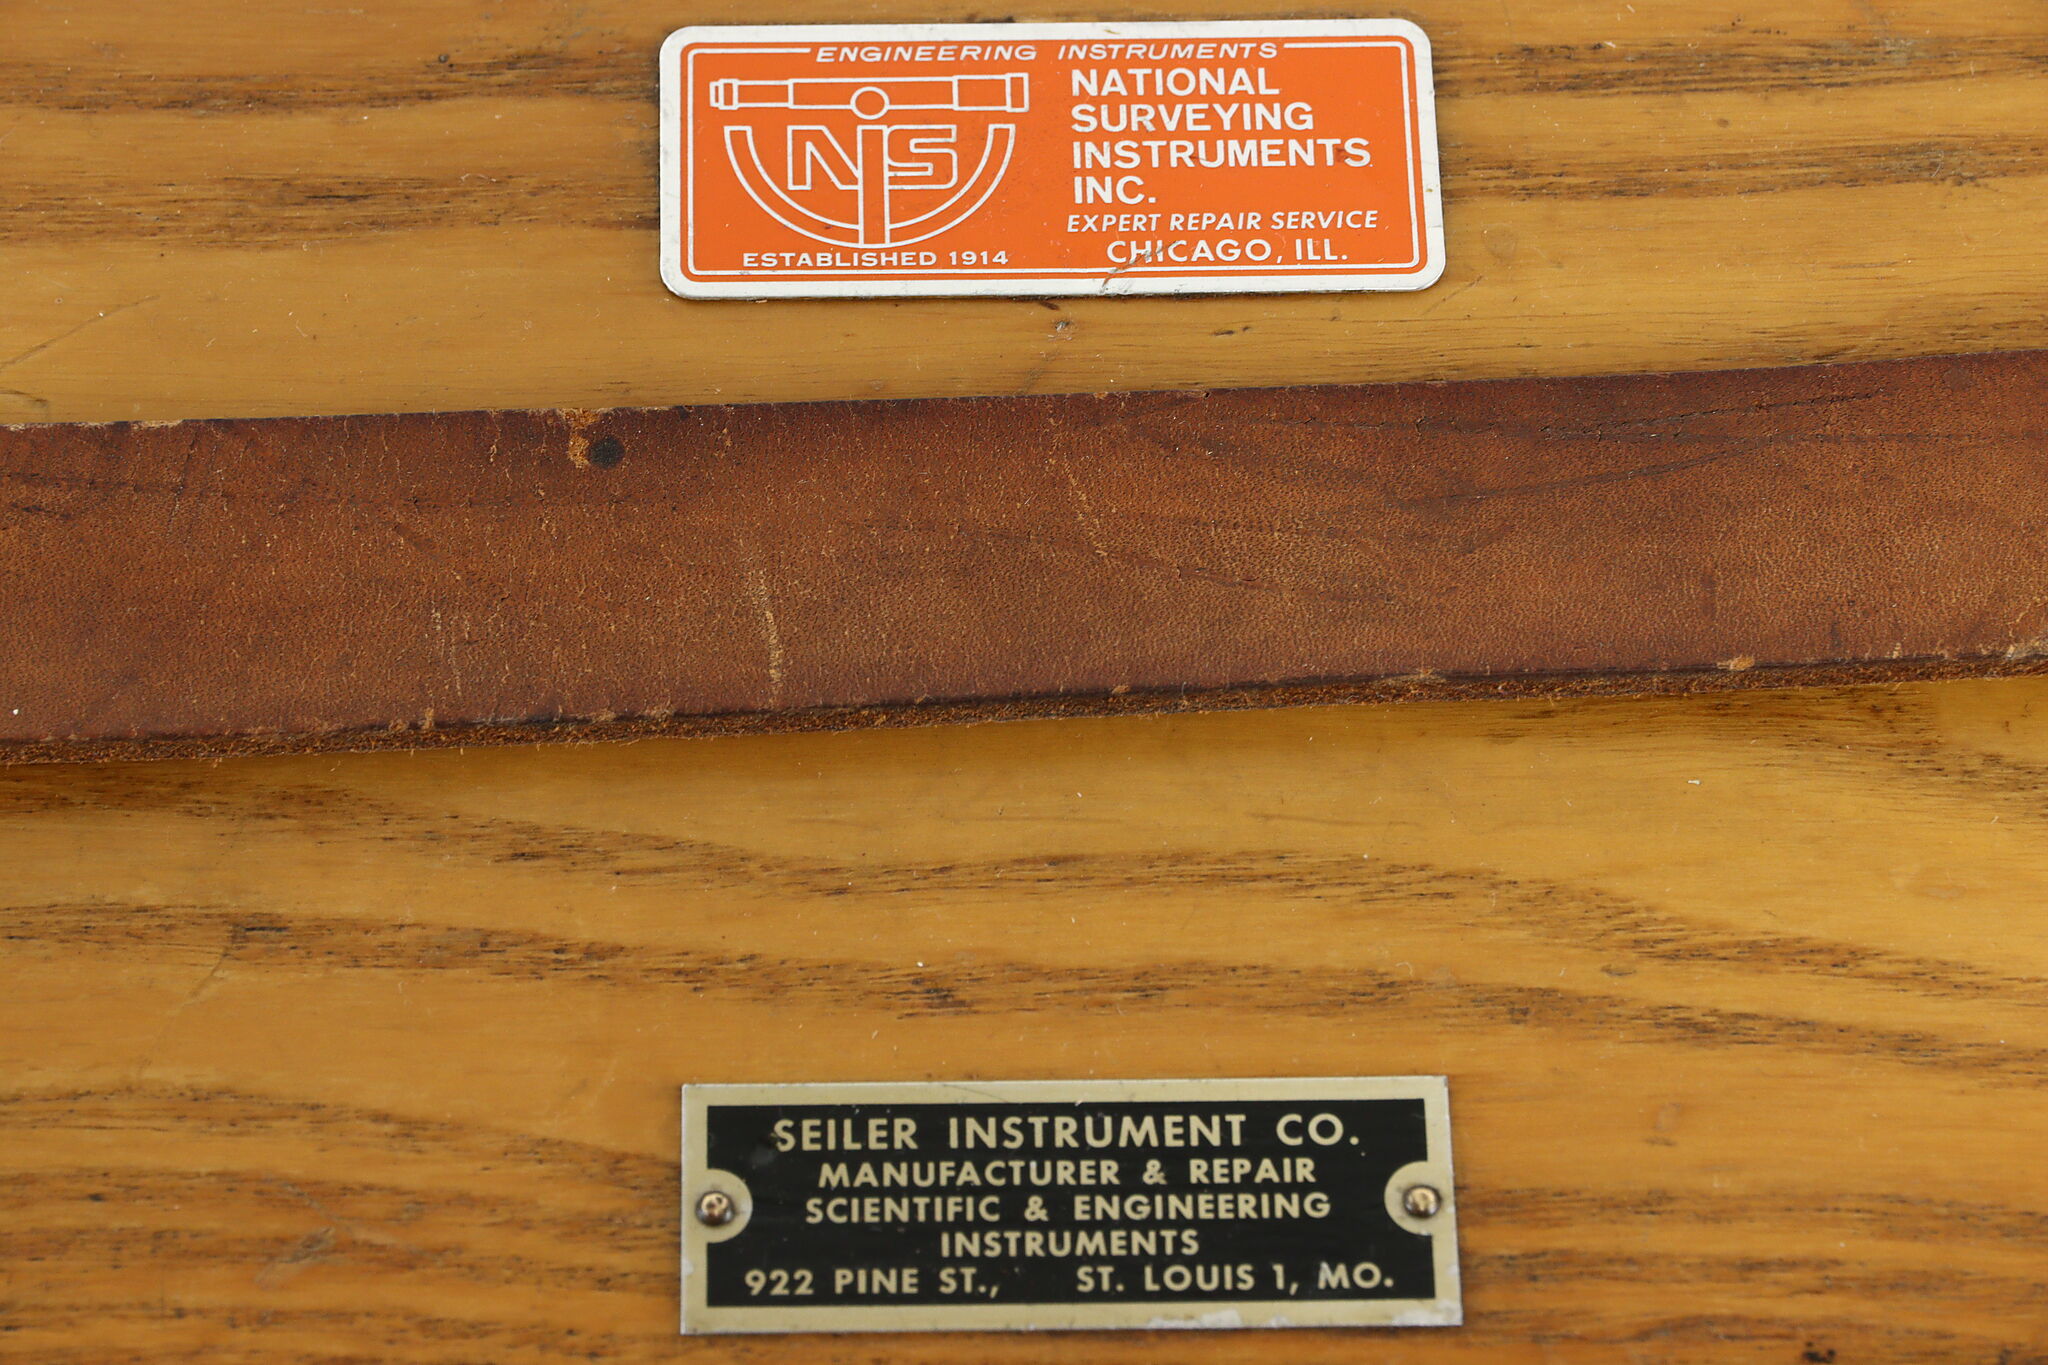 ENGINEERING INSTRUMENTS
NIS
NATIONAL
SURVEYING
INSTRUMENTS
INC.
EXPERT REPAIR SERVICE
ESTABLISHED 1914
CHICAGO, ILL.
SEILER INSTRUMENT CO.
MANUFACTURER & REPAIR
SCIENTIFIC & ENGINEERING
INSTRUMENTS
922 PINE ST., ST. LOUIS 1, MO.